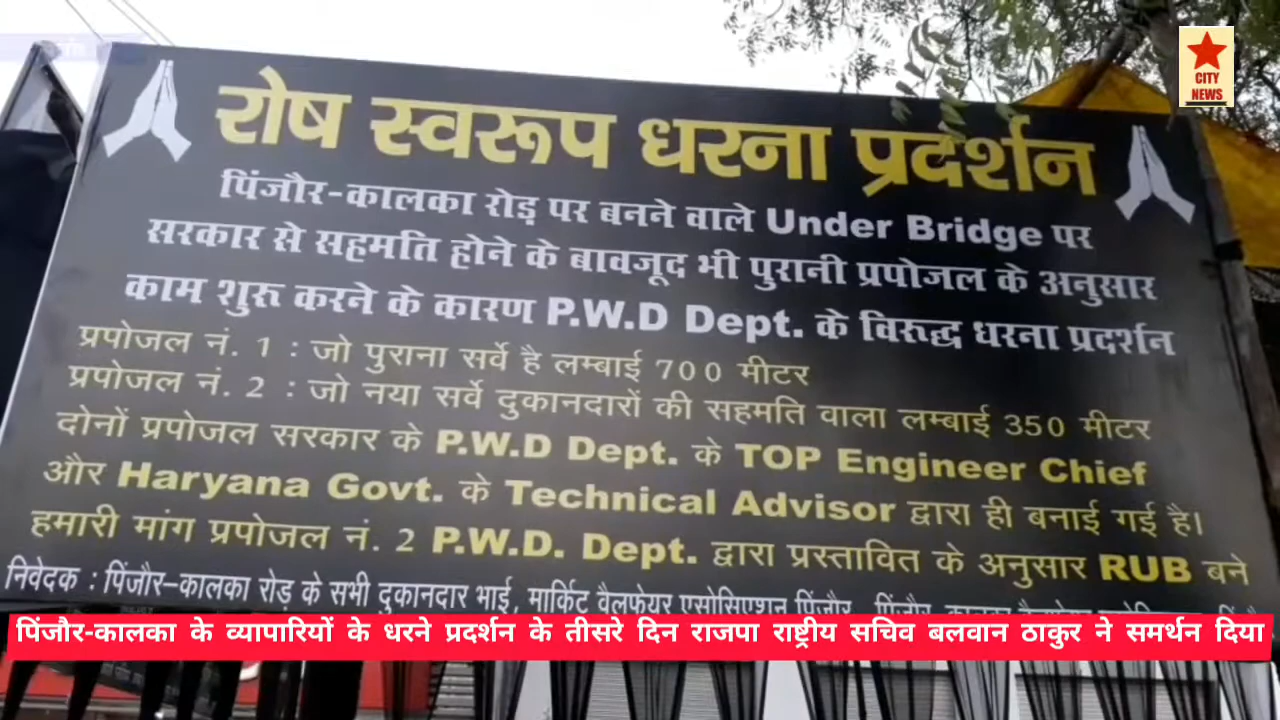 CITY
NEWS
रोष स्वरूप धरना प्रदर्शन
पिंजौर-कालका रोड़ पर बनने वाले Under Bridge पर
सरकार से सहमति होने के बावजूद भी पुरानी प्रपोजल के अनुसार
काम शुरू करने के कारण P.W.D Dept. के विरुद्ध धरना प्रदर्शन
प्रपोजल नं. 1 : जो पुराना सर्वे है लम्बाई 700 मीटर
प्रपोजल नं. 2 : जो नया सर्वे दुकानदारों की सहमति वाला लम्बाई 350 मीटर
दोनों प्रपोजल सरकार के P.W.D Dept. के TOP Engineer Chief
और Haryana Govt. के Technical Advisor द्वारा ही बनाई गई है।
हमारी मांग प्रपोजल नं. 2 P.W.D. Dept. द्वारा प्रस्तावित के अनुसार RUB बने
निवेदक : पिंजौर–कालका रोड़ के सभी दुकानदार भाई, मार्किट वैलफेयर एसोसिएशन पिंजौर
पिंजौर-कालका के व्यापारियों के धरने प्रदर्शन के तीसरे दिन राजपा राष्ट्रीय सचिव बलवान ठाकुर ने समर्थन दिया